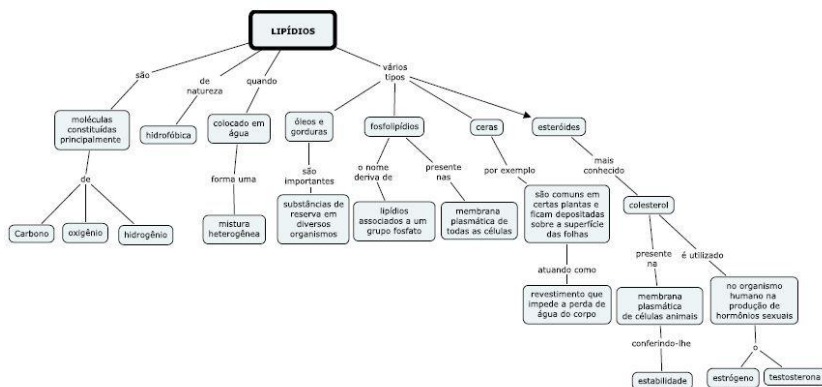 LIPÍDIOS
são
de
natureza
quando
vários
tipos
moléculas
constituídas
principalmente
hidrofóbica
colocado em
água
óleos e
gorduras
fosfolipídios
ceras
esteróides
de
forma uma
são
importantes
o nome
deriva de
presente
nas
por exemplo
mais
conhecido
Carbono
oxigênio
hidrogênio
mistura
heterogênea
substâncias de
reserva em
diversos
organismos
lipídios
associados a um
grupo fosfato
membrana
plasmática de
todas as células
são comuns em
certas plantas e
ficam depositadas
sobre a superfície
das folhas
colesterol
atuando como
presente
na
é utilizado
revestimento que
impede a perda de
água do corpo
membrana
plasmática
de células animais
no organismo
humano na
produção de
hormônios sexuais
conferindo-lhe
o
estabilidade
estrógeno
testosterona